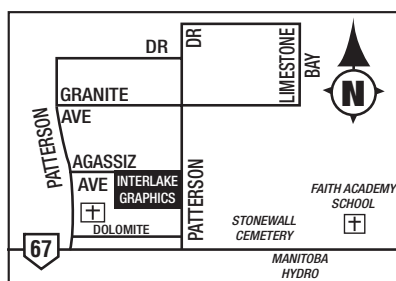 DR
DR
LIMESTONE
BAY
N
GRANITE
AVE
PATTERSON
AGASSIZ
AVE
INTERLAKE
GRAPHICS
PATTERSON
FAITH ACADEMY
SCHOOL
DOLOMITE
STONEWALL
CEMETERY
67
MANITOBA
HYDRO